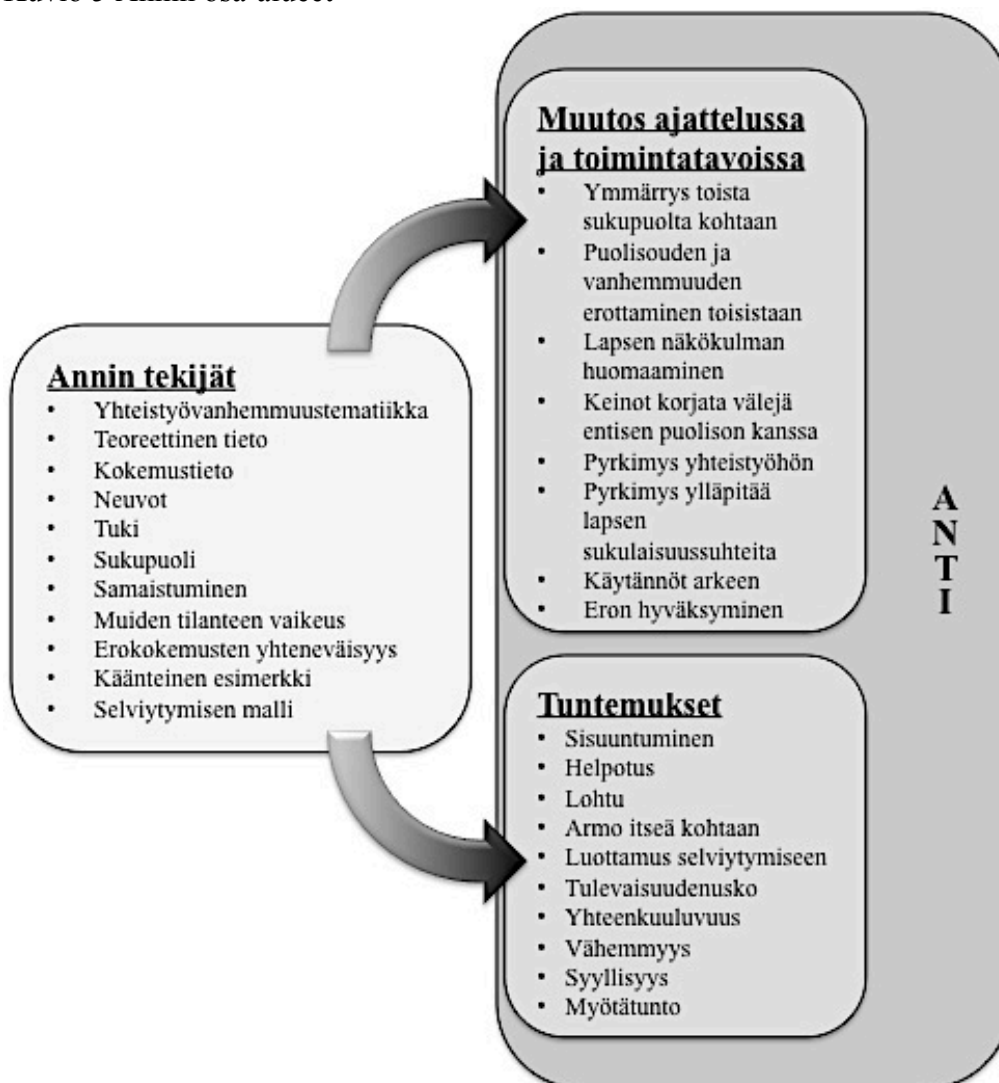 Kuvio Annin osa-alueet
Annin tekijät
• Yhteistyövanhemmuustematiikka
• Teoreettinen tieto
• Kokemustieto
• Neuvot
• Tuki
• Sukupuoli
• Samaistuminen
• Muiden tilanteen vaikeus
• Erokokemusten yhteneväisyys
• Käänteinen esimerkki
• Selviytymisen malli
Muutos ajattelussa
ja toimintatavoissa
• Ymmärrys toista
sukupuolta kohtaan
• Puolisouden ja
vanhemmuuden
erottaminen toisistaan
• Lapsen näkökulman
huomaaminen
• Keinot korjata välejä
entisen puolison kanssa
• Pyrkimys yhteistyöhön
• Pyrkimys ylläpitää
lapsen
sukulaisuussuhteita
• Käytännöt arkeen
• Eron hyväksyminen
Tuntemukset
• Sisuuntuminen
• Helpotus
• Lohtu
• Armo itseä kohtaan
• Luottamus selviytymiseen
• Tulevaisuudenusko
• Yhteenkuuluvuus
• Vähemmyys
• Syyllisyys
• Myötätunto
A
N
T
I